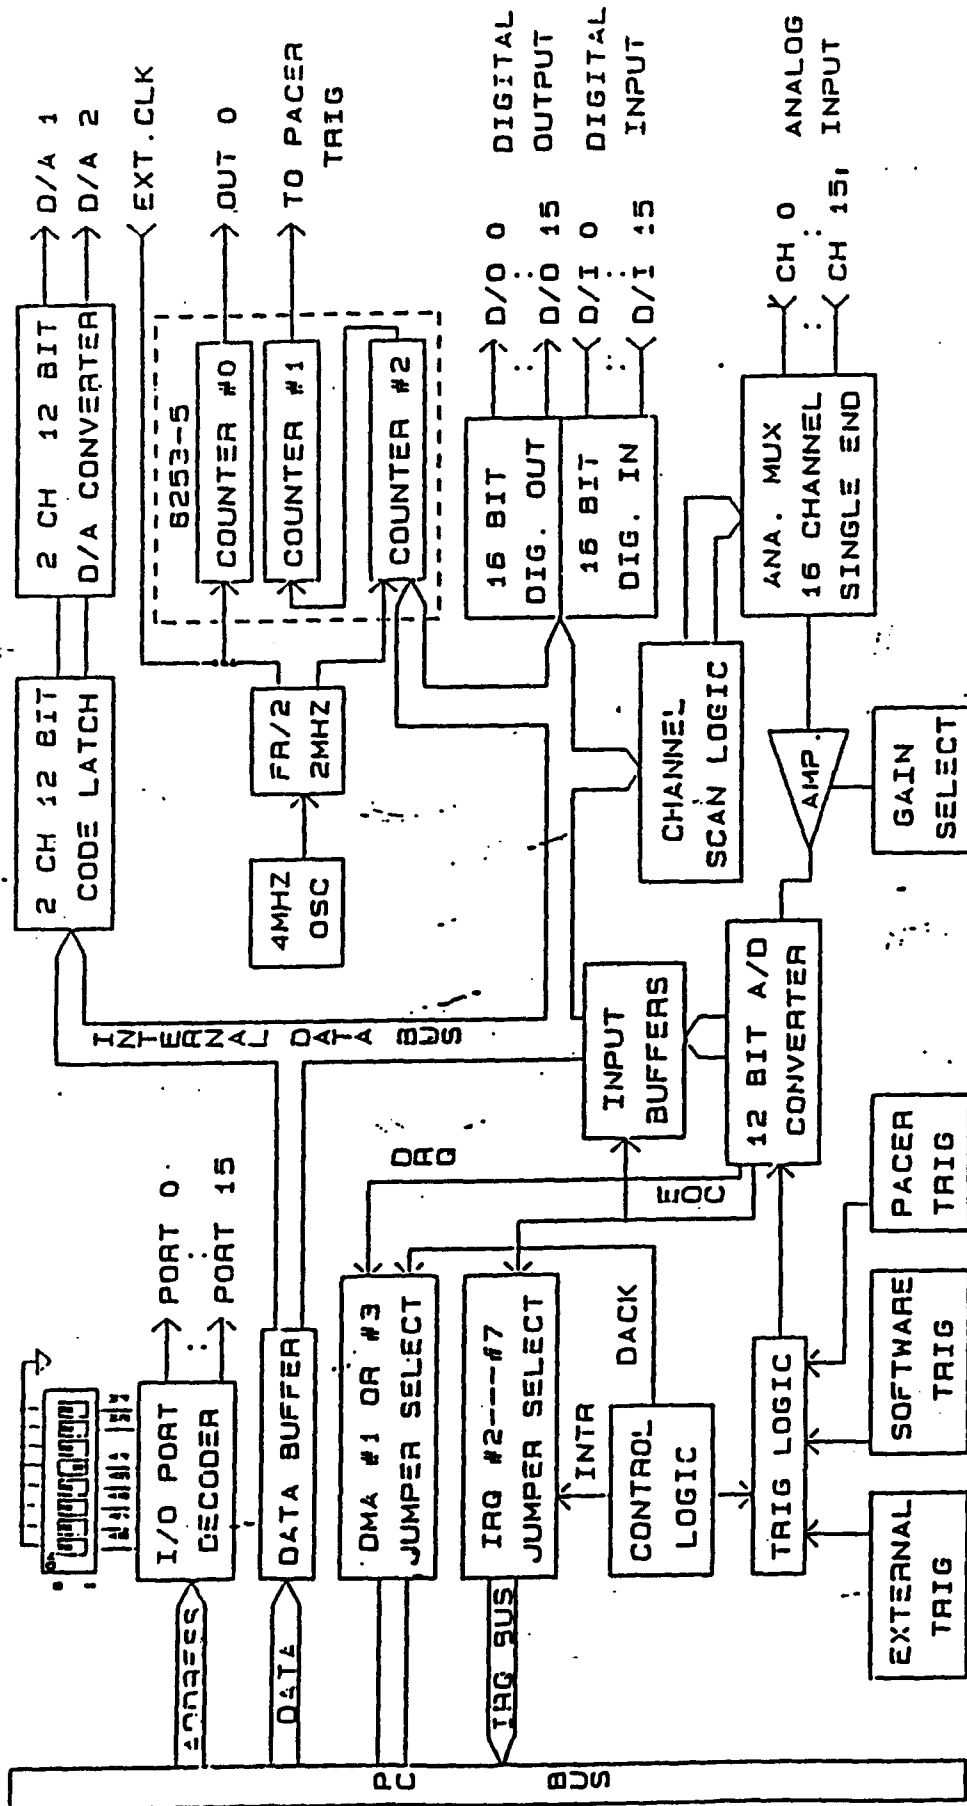 2 CH 12 BIT
CODE LATCH
2 CH 12 BIT
D/A CONVERTER
D/A 1
D/A 2
EXT.CLK
8253-5
COUNTER #0
OUT 0
COUNTER #1
TO PACER
TRIG
COUNTER #2
4MHZ
OSC
FR/2
2MHZ
16 BIT
DIG. OUT
16 BIT
DIG. IN
D/O 0
:
D/O 15
D/I 0
:
D/I 15
DIGITAL
OUTPUT
DIGITAL
INPUT
CHANNEL
SCAN LOGIC
ANA. MUX
16 CHANNEL
SINGLE END
CH 0
:
CH 15
ANALOG
INPUT
AMP
GAIN
SELECT
INTERNAL DATA BUS
INPUT
BUFFERS
12 BIT A/D
CONVERTER
I/O PORT
DECODER
PORT 0
:
PORT 15
DATA BUFFER
DMA #1 OR #3
JUMPER SELECT
DRQ
IRQ #2---#7
JUMPER SELECT
EOC
INTR
DACK
CONTROL
LOGIC
TRIG LOGIC
EXTERNAL
TRIG
SOFTWARE
TRIG
PACER
TRIG
ADDRESS
DATA
IRQ BUS
PC BUS